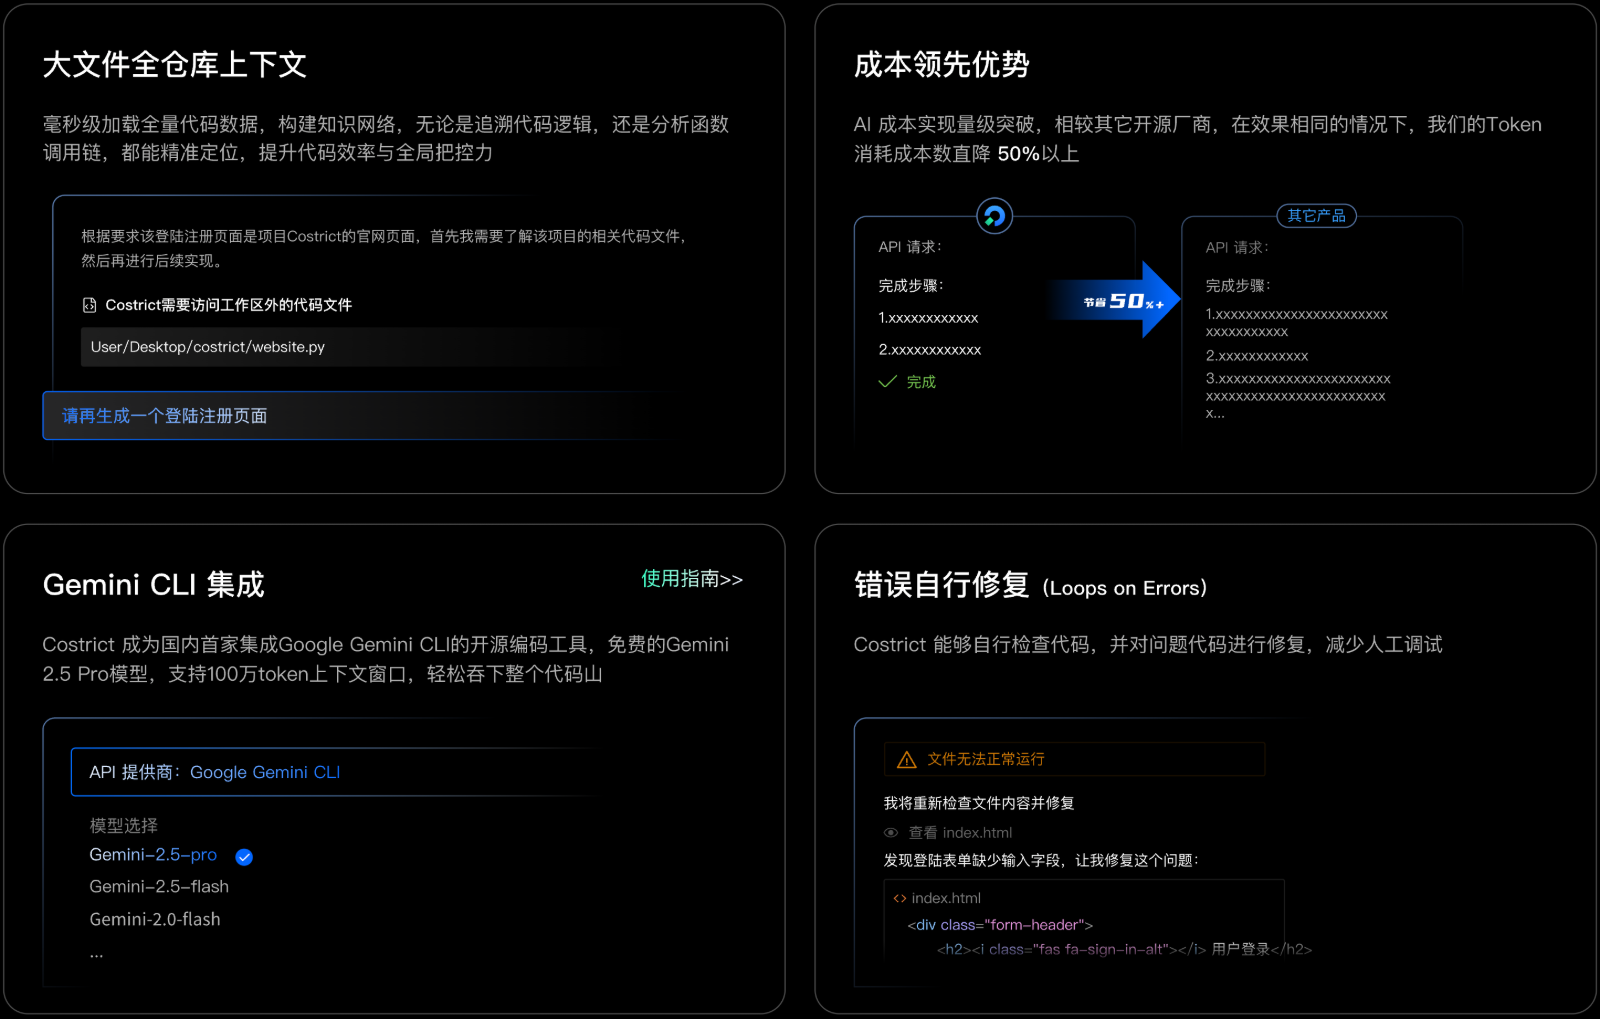 大文件全仓库上下文
毫秒级加载全量代码数据，构建知识网络，无论是追溯代码逻辑，还是分析函数
调用链，都能精准定位，提升代码效率与全局把控力
根据要求该登陆注册页面是项目Costrict的官网页面，首先我需要了解该项目的相关代码文件，
然后再进行后续实现。
Costrict需要访问工作区外的代码文件
User/Desktop/costrict/website.py
请再生成一个登陆注册页面
成本领先优势
AI 成本实现量级突破，相较其它开源厂商，在效果相同的情况下，我们的Token
消耗成本数直降 50%以上
API 请求：
完成步骤：
1.xxxxxxxxxxxx
2.xxxxxxxxxxxx
完成
节省50%+
其它产品
API 请求：
完成步骤：
1.xxxxxxxxxxxxxxxxxxxxxxx
xxxxxxxxxxx
2.xxxxxxxxxxxx
3.xxxxxxxxxxxxxxxxxxxxxxx
xxxxxxxxxxxxxxxxxxxxxxxx
x...
Gemini CLI 集成
使用指南>>
Costrict 成为国内首家集成Google Gemini CLI的开源编码工具，免费的Gemini
2.5 Pro模型，支持100万token上下文窗口，轻松吞下整个代码山
API 提供商：Google Gemini CLI
模型选择
Gemini-2.5-pro
Gemini-2.5-flash
Gemini-2.0-flash
...
错误自行修复 (Loops on Errors)
Costrict 能够自行检查代码，并对问题代码进行修复，减少人工调试
文件无法正常运行
我将重新检查文件内容并修复
查看 index.html
发现登陆表单缺少输入字段，让我修复这个问题：
<> index.html
<div class="form-header">
<h2><i class="fas fa-sign-in-alt"></i> 用户登录</h2>